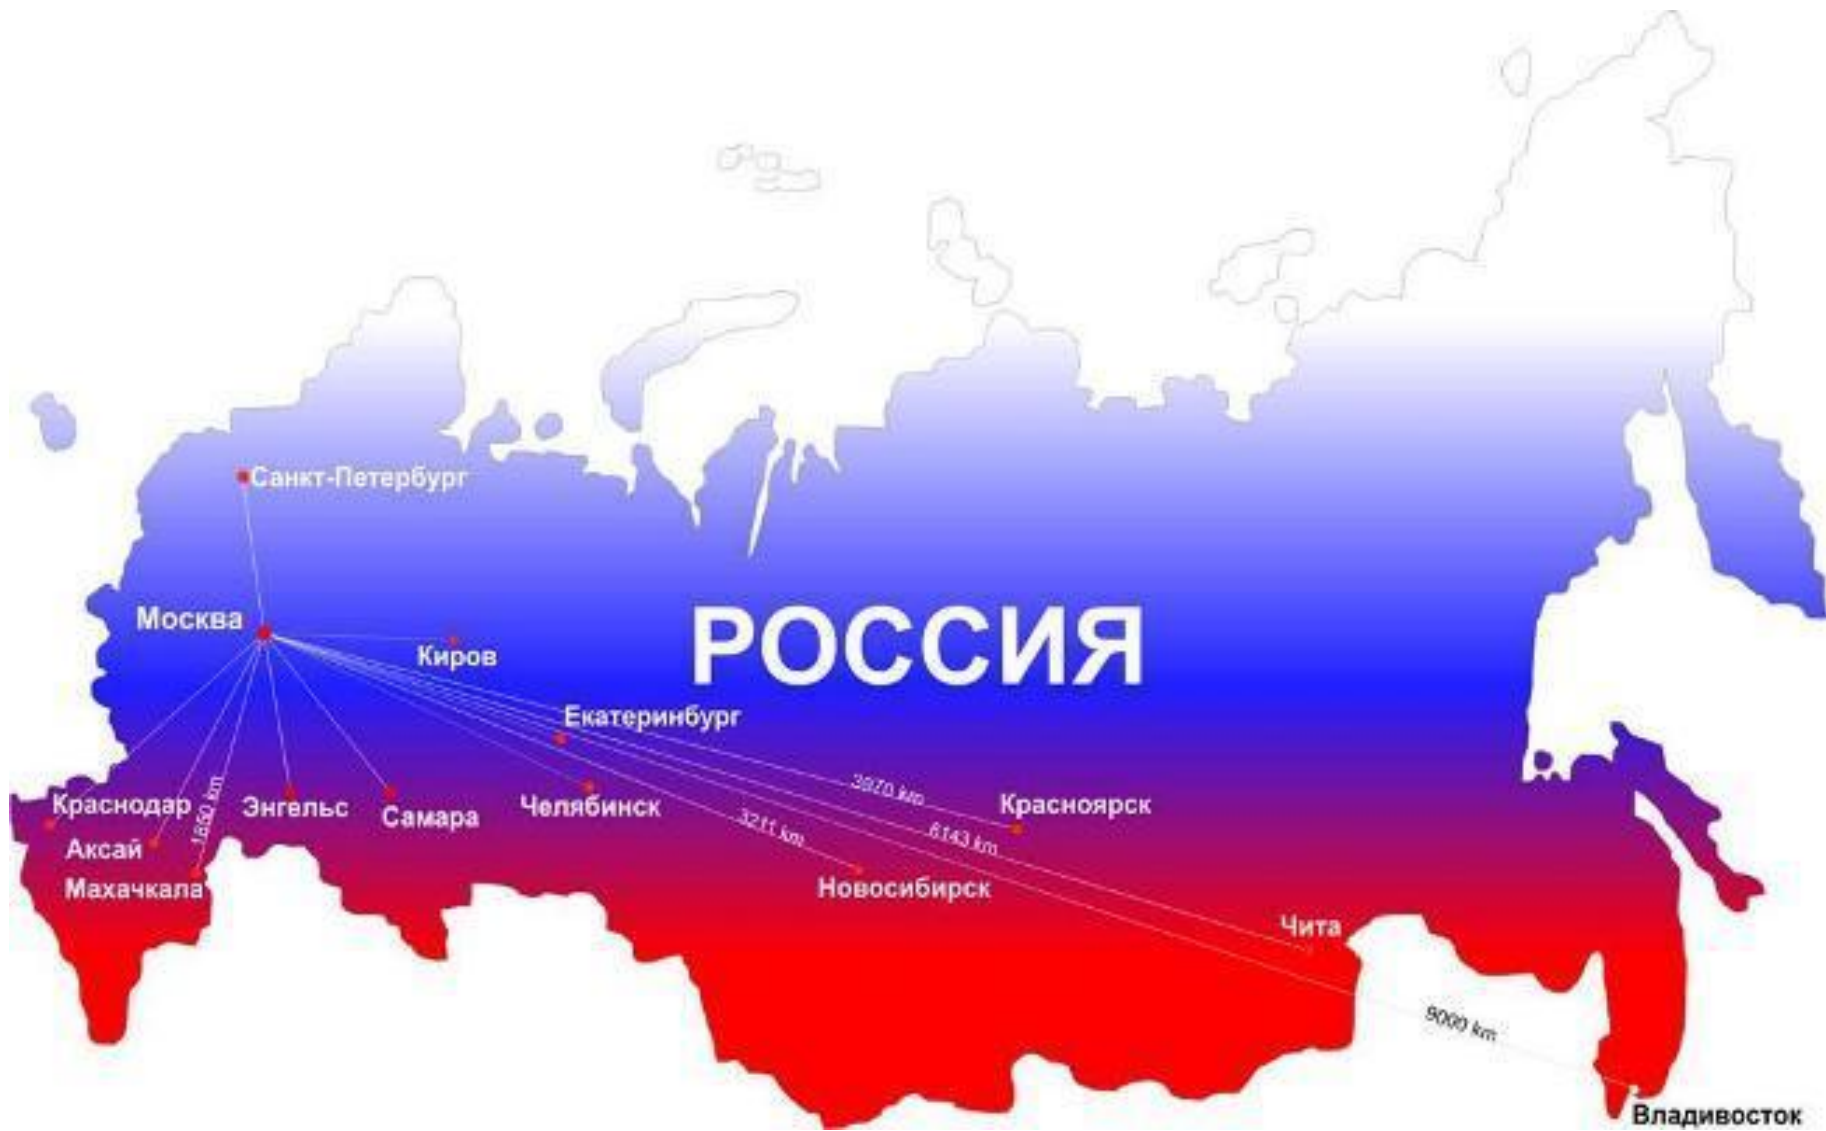 Санкт-Петербург
Москва
РОССИЯ
Киров
Екатеринбург
3970 km
Красноярск
Краснодар
1850 km
Энгельс
Самара
Челябинск
3211 km
6143 km
Аксай
Махачкала
Новосибирск
Чита
9000 km
Владивосток